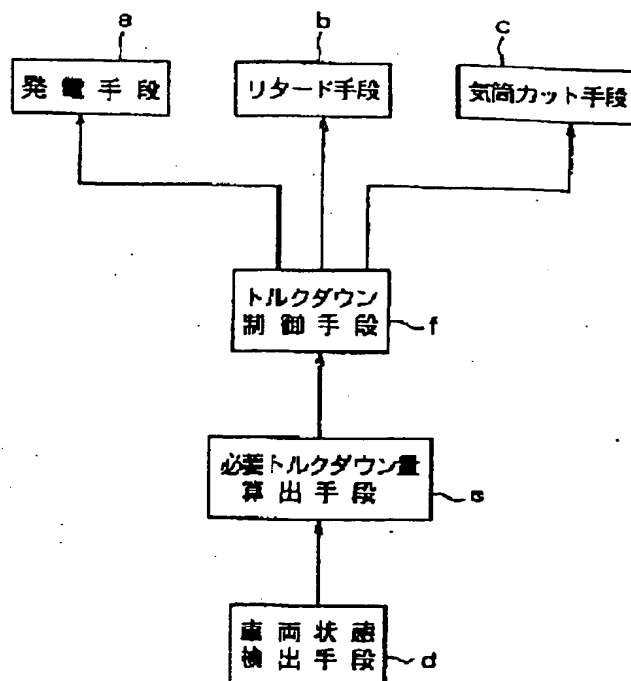 a
b
c
発電手段
リタード手段
気筒カット手段
トルクダウン
制御手段
f
必要トルクダウン量
算出手段
e
車両状態
検出手段
d